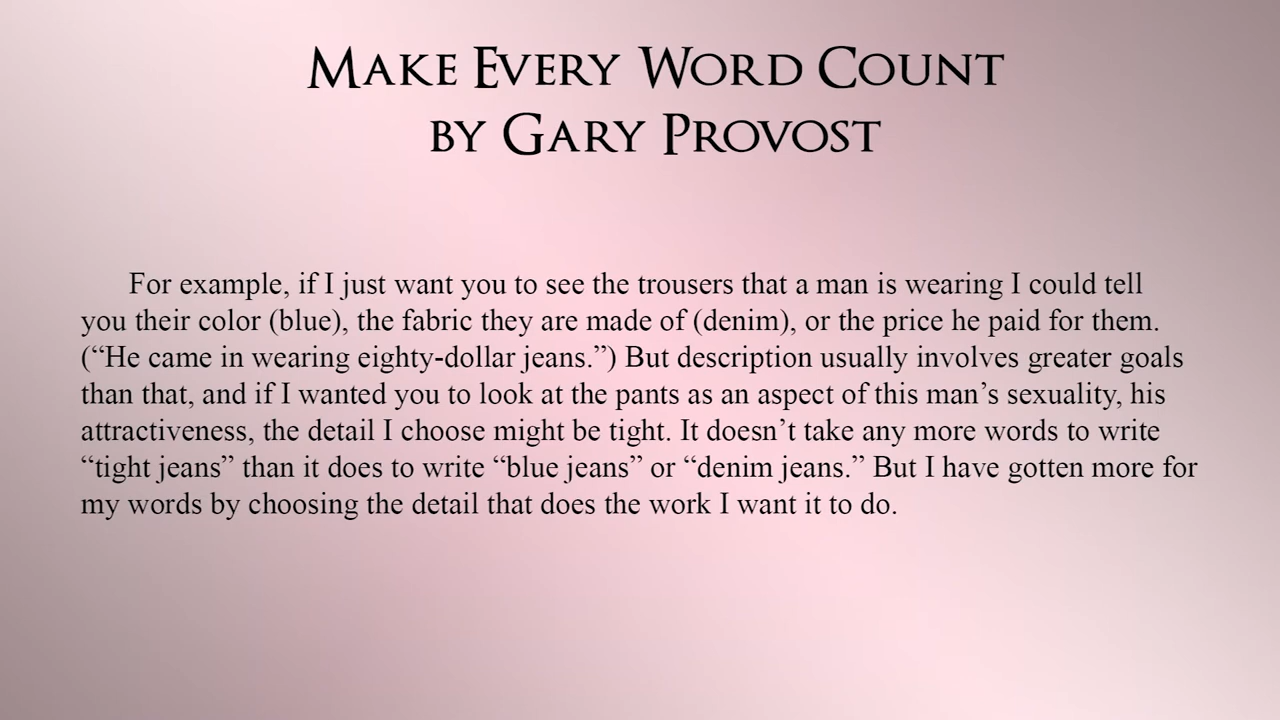 Make Every Word Count
by Gary Provost
For example, if I just want you to see the trousers that a man is wearing I could tell
you their color (blue), the fabric they are made of (denim), or the price he paid for them.
(“He came in wearing eighty-dollar jeans.”) But description usually involves greater goals
than that, and if I wanted you to look at the pants as an aspect of this man’s sexuality, his
attractiveness, the detail I choose might be tight. It doesn’t take any more words to write
“tight jeans” than it does to write “blue jeans” or “denim jeans.” But I have gotten more for
my words by choosing the detail that does the work I want it to do.